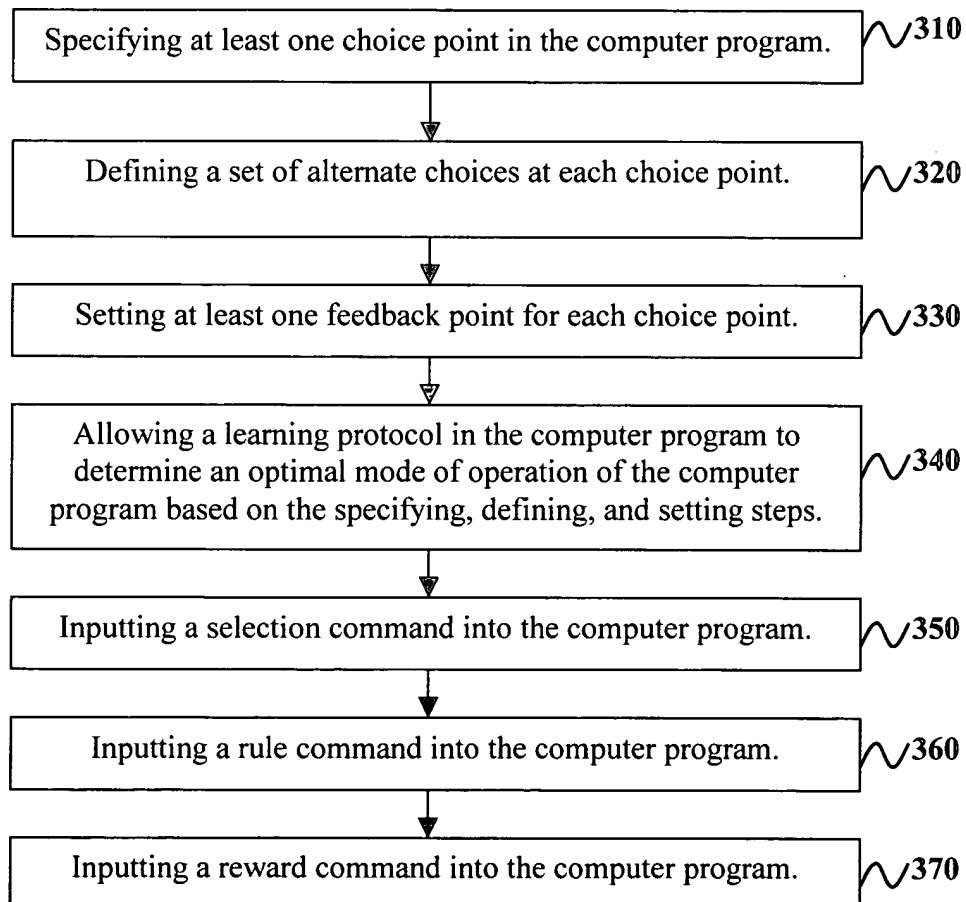 Specifying at least one choice point in the computer program.
310
Defining a set of alternate choices at each choice point.
320
Setting at least one feedback point for each choice point.
330
Allowing a learning protocol in the computer program to
determine an optimal mode of operation of the computer
program based on the specifying, defining, and setting steps.
340
Inputting a selection command into the computer program.
350
Inputting a rule command into the computer program.
360
Inputting a reward command into the computer program.
370